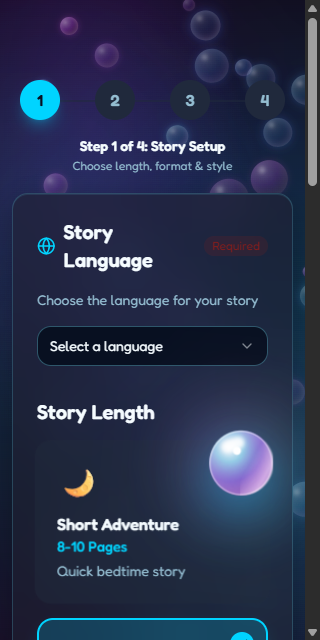 1
2
3
4
Step 1 of 4: Story Setup
Choose length, format & style
Story
Language
Required
Choose the language for your story
Select a language
Story Length
Short Adventure
8-10 Pages
Quick bedtime story